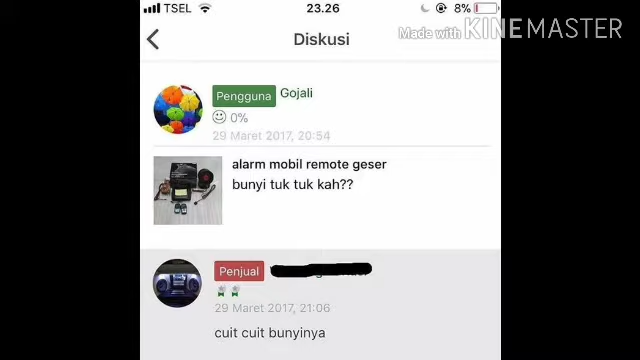 TSEL 23.26 8%
Made with KINEMASTER
Diskusi
Pengguna Gojali
0%
29 Maret 2017, 20:54
alarm mobil remote geser
bunyi tuk tuk kah??
Penjual
29 Maret 2017, 21:06
cuit cuit bunyinya